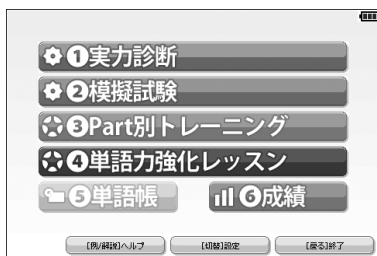 ❶実力診断
❷模擬試験
❸Part別トレーニング
❹単語力強化レッスン
❺単語帳
❻成績
[例/解説]ヘルプ
[切替]設定
[戻る]終了